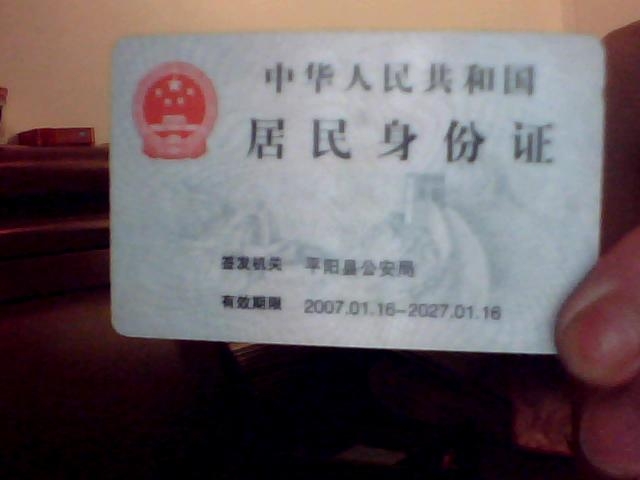 中华人民共和国
居民身份证
签发机关 平阳县公安局
有效期限 2007.01.16-2027.01.16